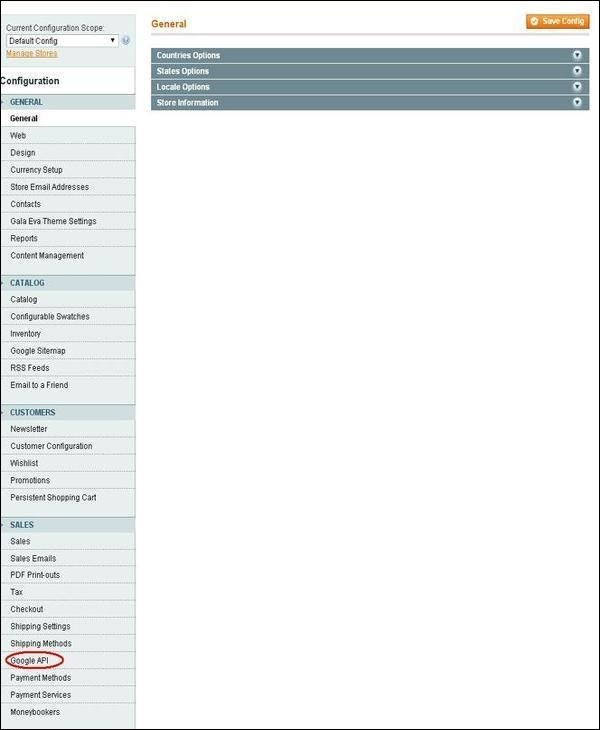 Current Configuration Scope:
Default Config
Manage Stores
Configuration
GENERAL
General
Web
Design
Currency Setup
Store Email Addresses
Contacts
Gala Eva Theme Settings
Reports
Content Management
CATALOG
Catalog
Configurable Swatches
Inventory
Google Sitemap
RSS Feeds
Email to a Friend
CUSTOMERS
Newsletter
Customer Configuration
Wishlist
Promotions
Persistent Shopping Cart
SALES
Sales
Sales Emails
PDF Print-outs
Tax
Checkout
Shipping Settings
Shipping Methods
Google API
Payment Methods
Payment Services
Moneybookers
General
Save Config
Countries Options
States Options
Locale Options
Store Information